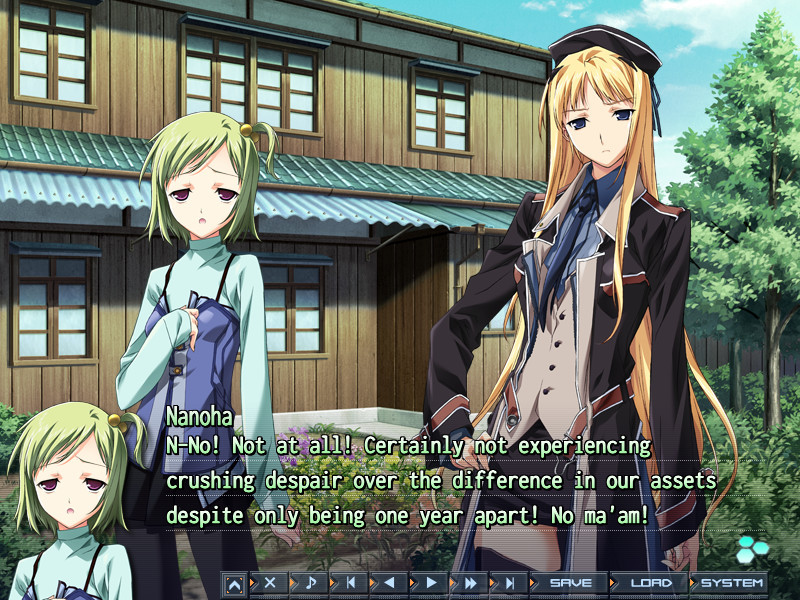 Nanoha
N-No! Not at all! Certainly not experiencing
crushing despair over the difference in our assets
despite only being one year apart! No ma'am!
SAVE LOAD SYSTEM